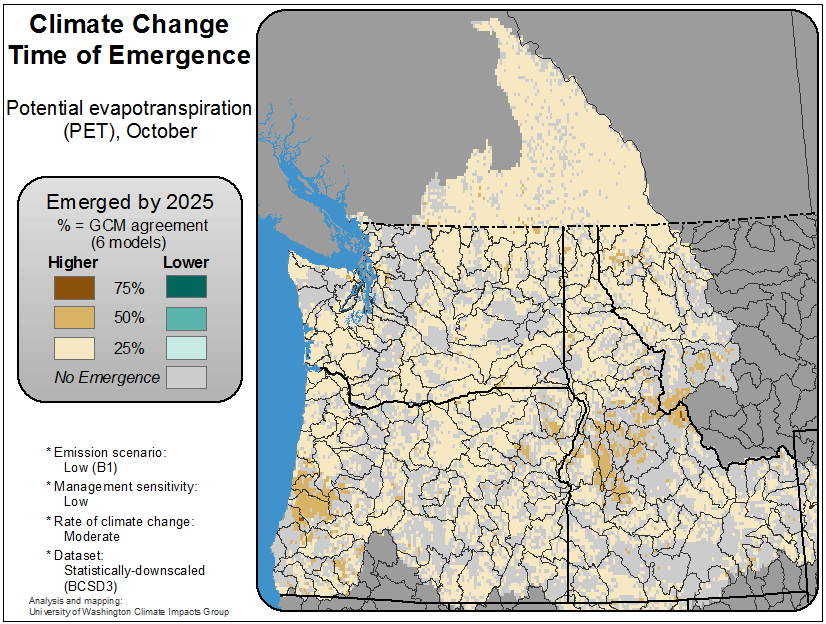 Climate Change
Time of Emergence
Potential evapotranspiration
(PET), October
Emerged by 2025
% = GCM agreement
(6 models)
Higher Lower
75%
50%
25%
No Emergence
* Emission scenario:
Low (B1)
* Management sensitivity:
Low
* Rate of climate change:
Moderate
* Dataset:
Statistically-downscaled
(BCSD3)
Analysis and mapping:
University of Washington Climate Impacts Group